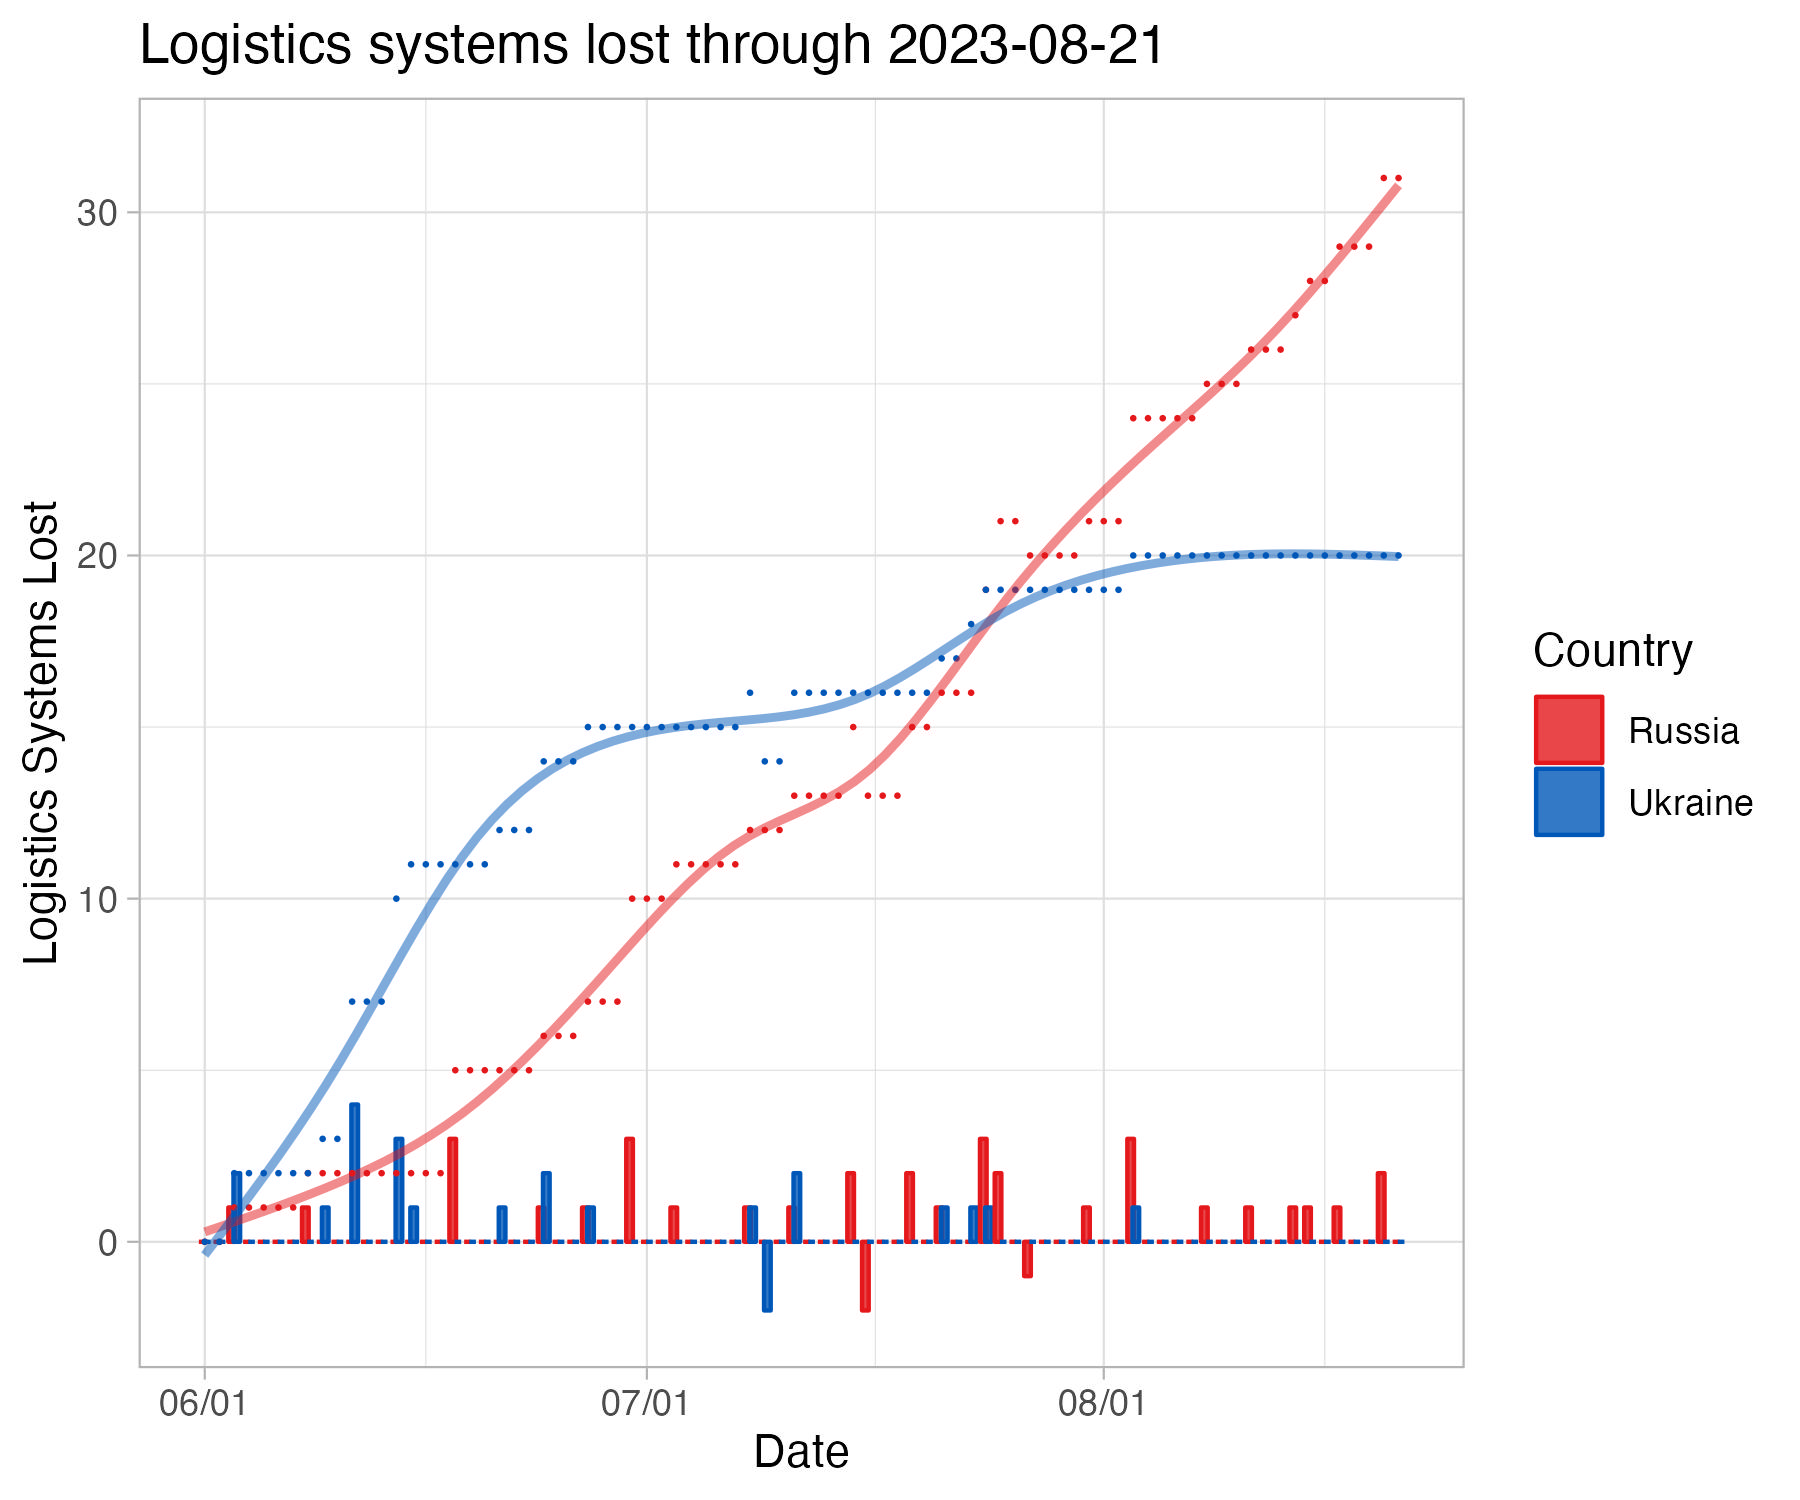 Logistics systems lost through 2023-08-21
Logistics Systems Lost
30
20
10
0
06/01
07/01
08/01
Date
Country
Russia
Ukraine